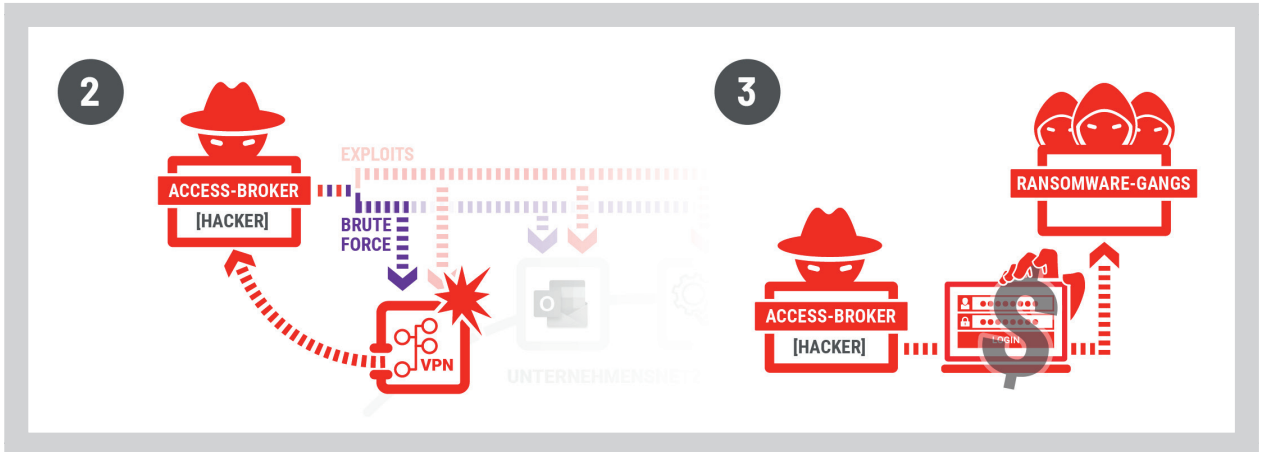 2
EXPLOITS
ACCESS-BROKER
[HACKER]
BRUTE
FORCE
O
VPN
3
RANSOMWARE-GANGS
ACCESS-BROKER
[HACKER]
$
LOGIN